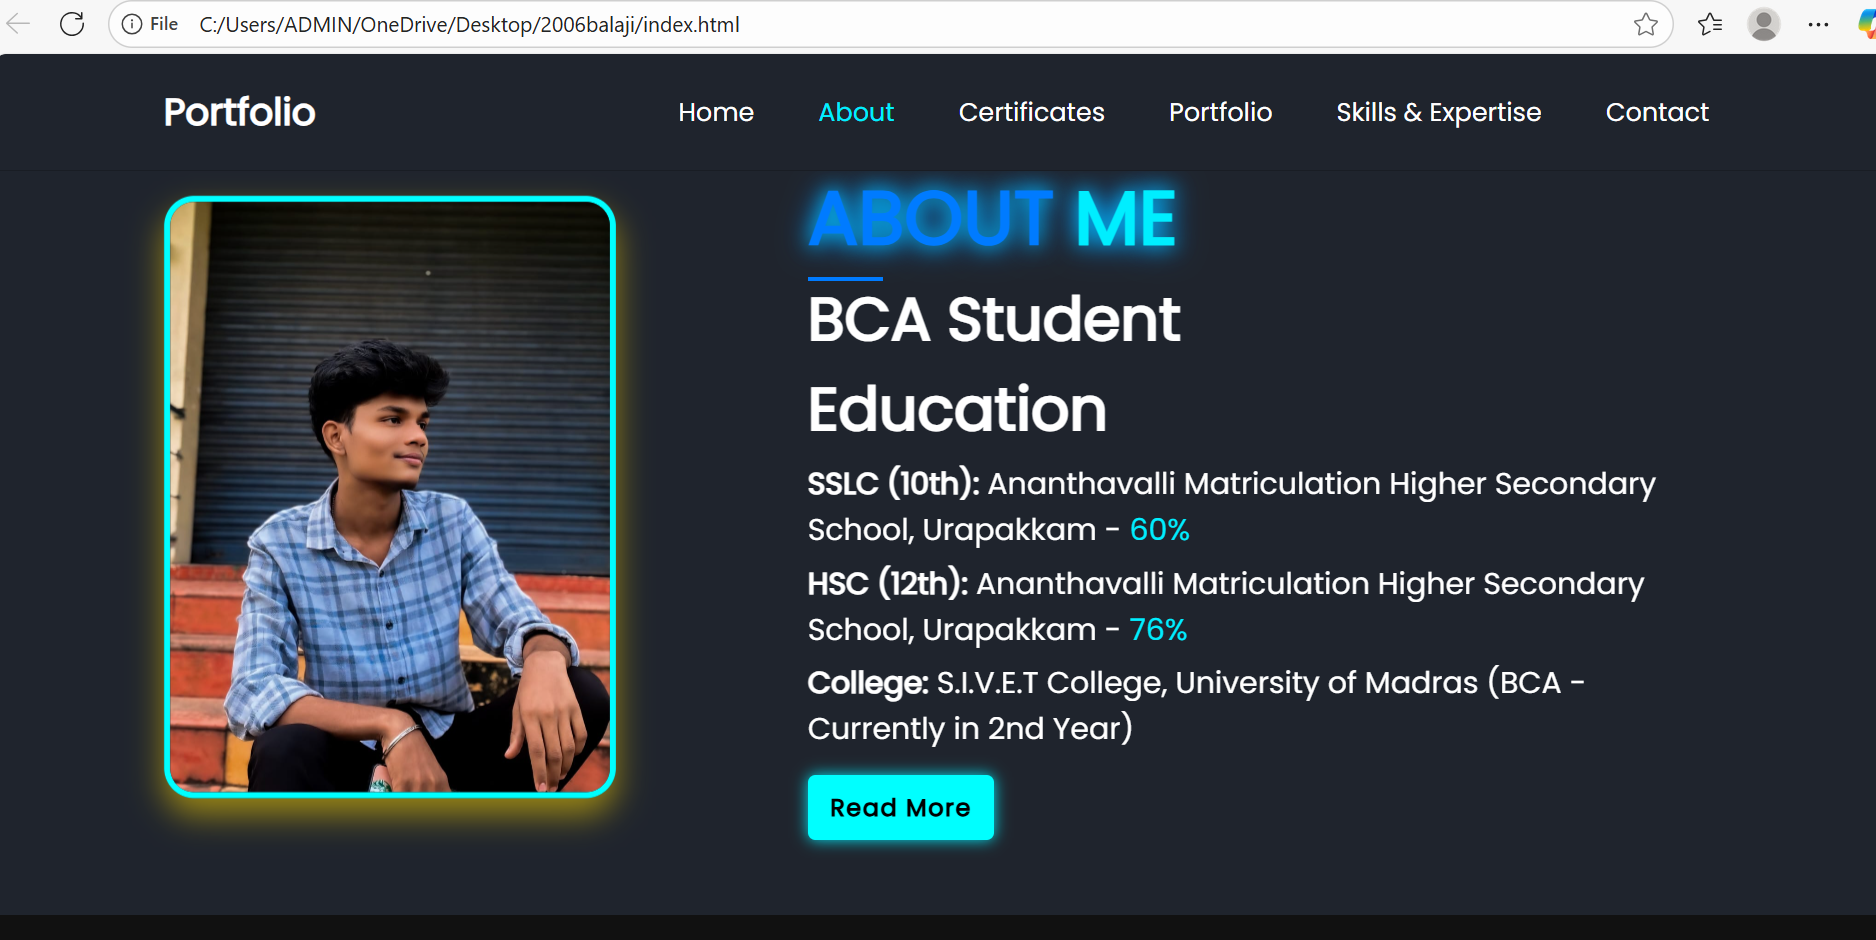 File C:/Users/ADMIN/OneDrive/Desktop/2006balaji/index.html
Portfolio Home About Certificates Portfolio Skills & Expertise Contact
ABOUT ME
BCA Student
Education
SSLC (10th): Ananthavalli Matriculation Higher Secondary
School, Urapakkam - 60%
HSC (12th): Ananthavalli Matriculation Higher Secondary
School, Urapakkam - 76%
College: S.I.V.E.T College, University of Madras (BCA -
Currently in 2nd Year)
Read More